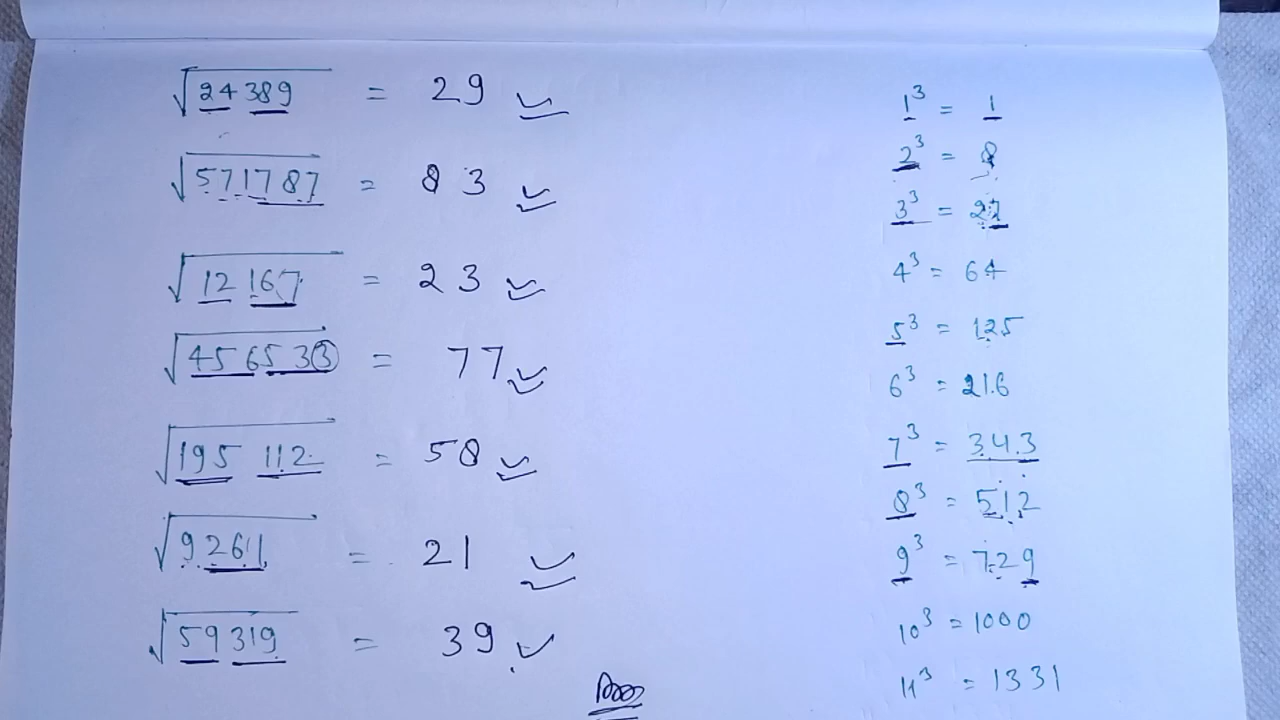 √24389 = 29
√571787 = 83
√12167 = 23
√456533 = 77
√195112 = 58
√9261 = 21
√59319 = 39
1³ = 1
2³ = 8
3³ = 27
4³ = 64
5³ = 125
6³ = 216
7³ = 343
8³ = 512
9³ = 729
10³ = 1000
11³ = 1331